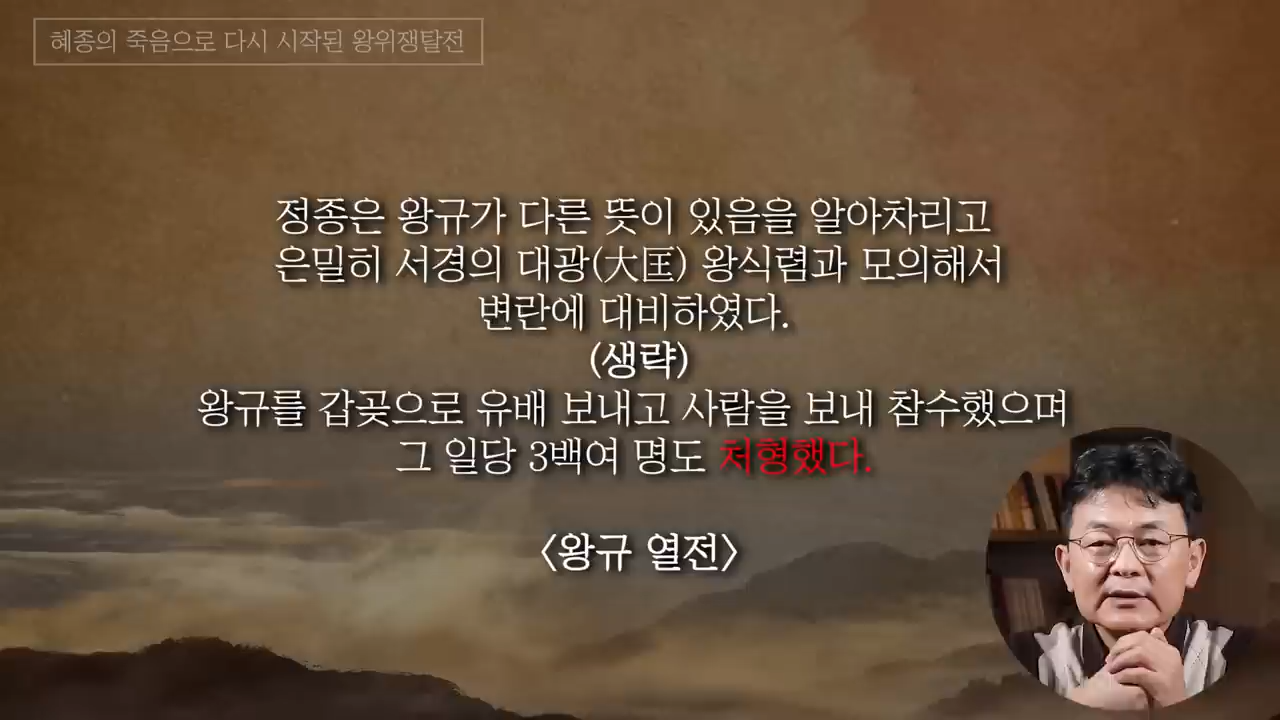 혜종의 죽음으로 다시 시작된 왕위쟁탈전
정종은 왕규가 다른 뜻이 있음을 알아차리고
은밀히 서경의 대광(大匡) 왕식렴과 모의해서
변란에 대비하였다.
(생략)
왕규를 갑곶으로 유배 보내고 사람을 보내 참수했으며
그 일당 3백여 명도 처형했다.
〈왕규 열전〉